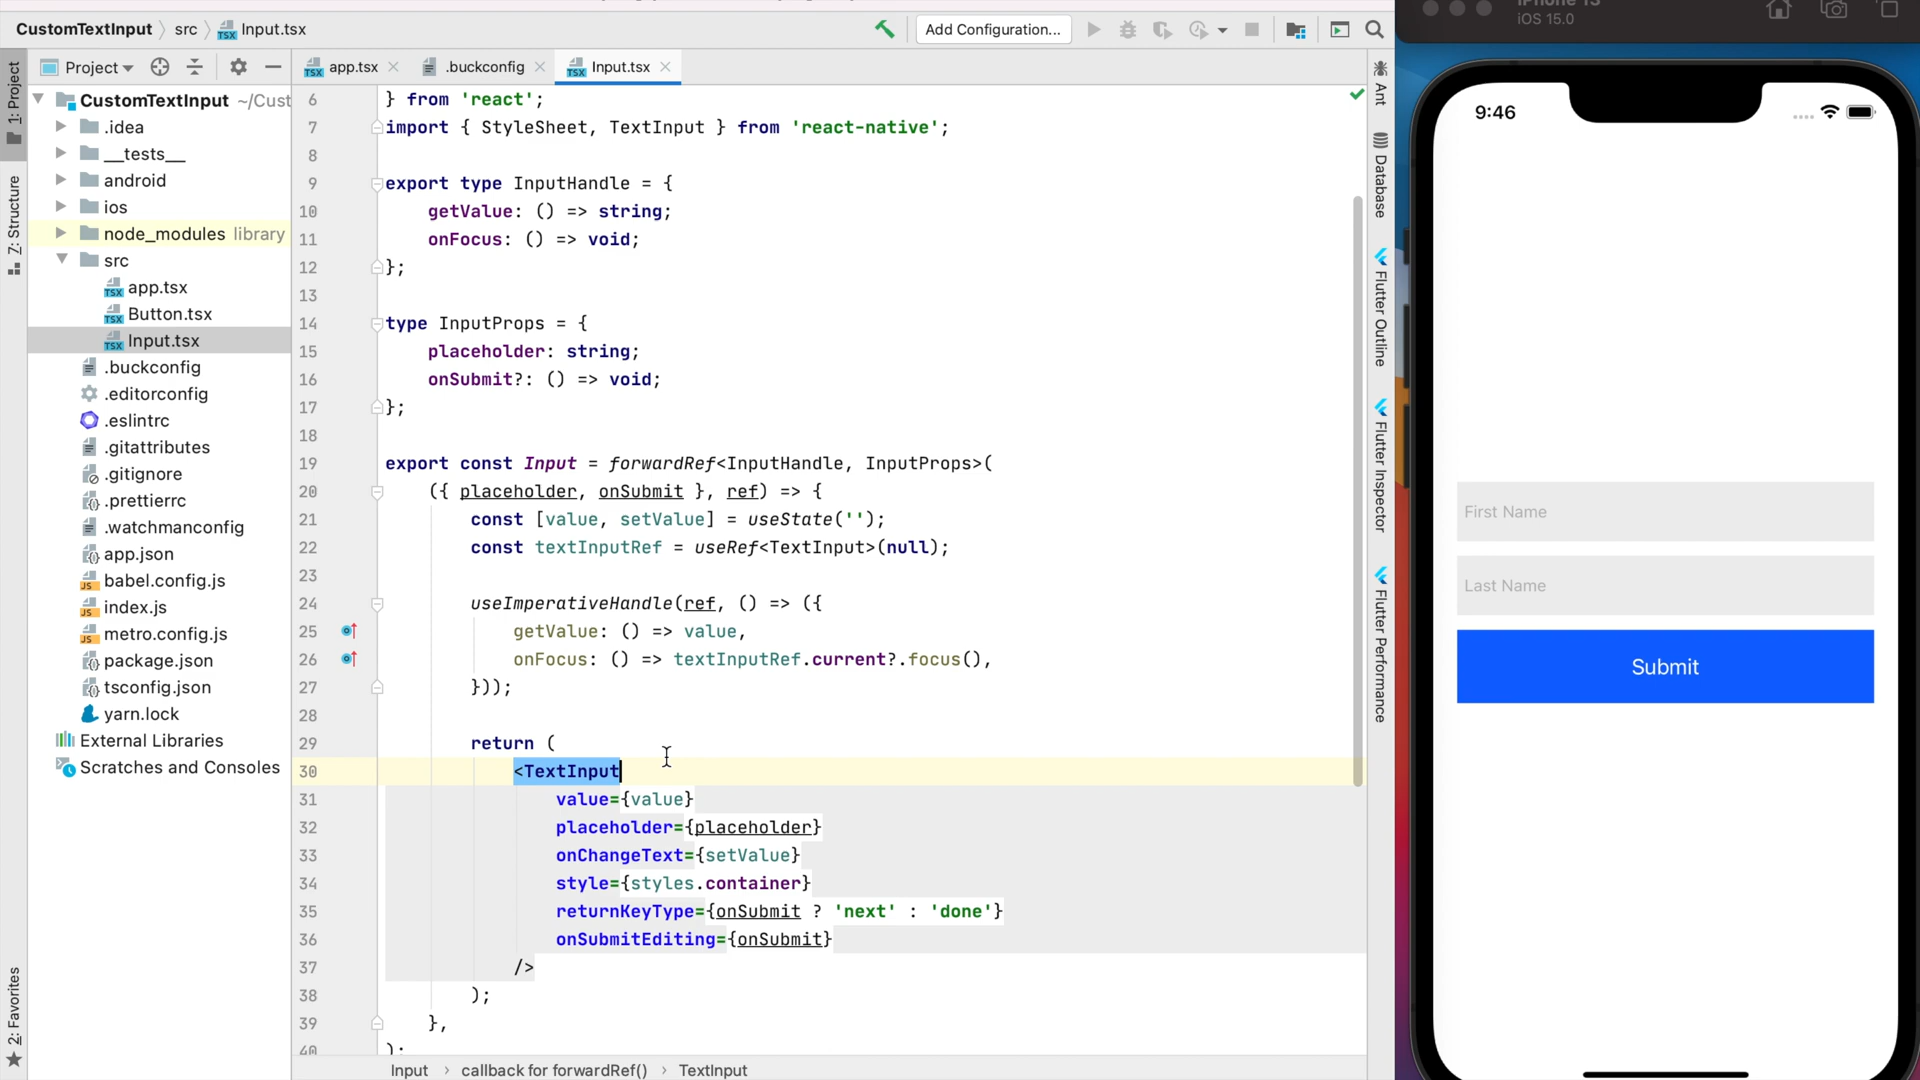 CustomTextInput
src
Input.tsx
Add Configuration...
iOS 15.0
Project
app.tsx
.buckconfig
Input.tsx
1: Project
Z: Structure
2: Favorites
CustomTextInput ~/Cust
.idea
__tests__
android
ios
node_modules library
src
app.tsx
Button.tsx
Input.tsx
.buckconfig
.editorconfig
.eslintrc
.gitattributes
.gitignore
.prettierrc
.watchmanconfig
app.json
babel.config.js
index.js
metro.config.js
package.json
tsconfig.json
yarn.lock
External Libraries
Scratches and Consoles
6 } from 'react';
7 import { StyleSheet, TextInput } from 'react-native';
8
9 export type InputHandle = {
10 getValue: () => string;
11 onFocus: () => void;
12 };
13
14 type InputProps = {
15 placeholder: string;
16 onSubmit?: () => void;
17 };
18
19 export const Input = forwardRef<InputHandle, InputProps>(
20 ({ placeholder, onSubmit }, ref) => {
21 const [value, setValue] = useState('');
22 const textInputRef = useRef<TextInput>(null);
23
24 useImperativeHandle(ref, () => ({
25 getValue: () => value,
26 onFocus: () => textInputRef.current?.focus(),
27 }));
28
29 return (
30 <TextInput
31 value={value}
32 placeholder={placeholder}
33 onChangeText={setValue}
34 style={styles.container}
35 returnKeyType={onSubmit ? 'next' : 'done'}
36 onSubmitEditing={onSubmit}
37 />
38 );
39 },
40 );
Input
callback for forwardRef()
TextInput
Ant
Database
Flutter Outline
Flutter Inspector
Flutter Performance
9:46
First Name
Last Name
Submit